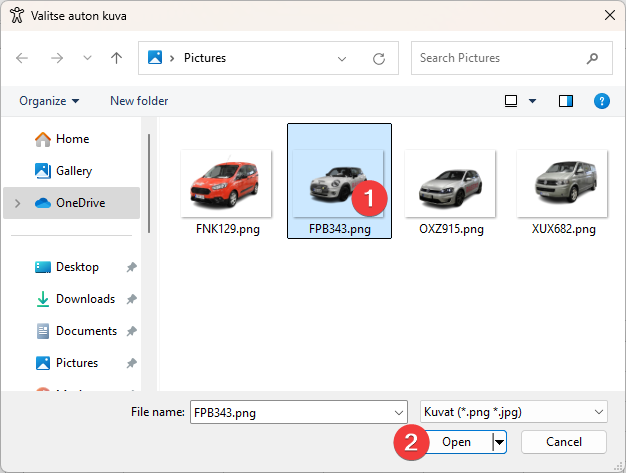 Valitse auton kuva
Pictures
Search Pictures
Organize
New folder
Home
Gallery
OneDrive
Desktop
Downloads
Documents
Pictures
1
FNK129.png
FPB343.png
OXZ915.png
XUX682.png
File name:
FPB343.png
Kuvat (*.png *.jpg)
2
Open
Cancel